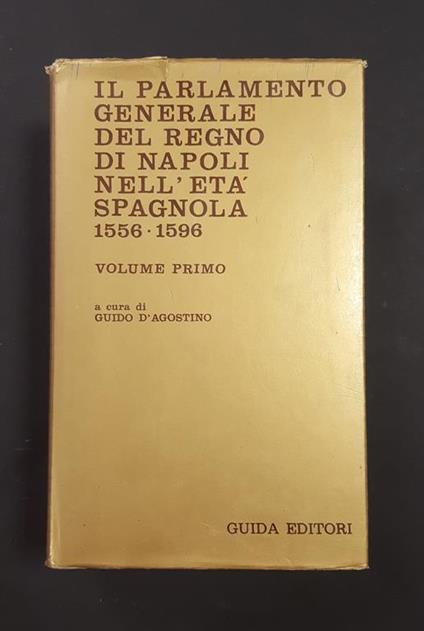 IL PARLAMENTO
GENERALE
DEL REGNO
DI NAPOLI
NELL'ETÁ
SPAGNOLA
1556 · 1596
VOLUME PRIMO
a cura di
GUIDO D'AGOSTINO
GUIDA EDITORI